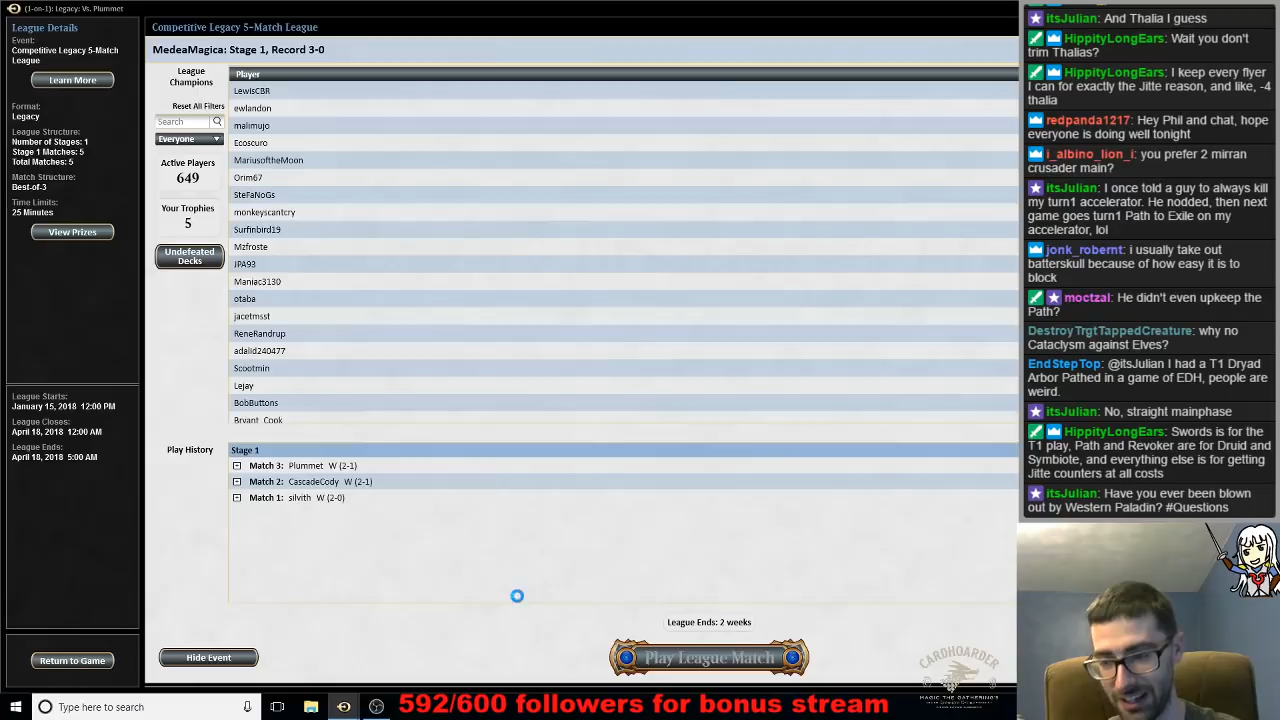 (1-on-1): Legacy: Vs. Plummet
League Details
Event:
Competitive Legacy 5-Match
League
Learn More
Format:
Legacy
League Structure:
Number of Stages: 1
Stage 1 Matches: 5
Total Matches: 5
Match Structure:
Best-of-3
Time Limits:
25 Minutes
View Prizes
League Starts:
January 15, 2018 12:00 PM
League Closes:
April 18, 2018 12:00 AM
League Ends:
April 18, 2018 5:00 AM
Return to Game
Competitive Legacy 5-Match League
MedeaMagica: Stage 1, Record 3-0
League
Champions
Reset All Filters
Search
Everyone
Active Players
649
Your Trophies
5
Undefeated
Decks
Player
LewisCBR
ewlandon
malimujo
Ecoscuro
MariusoftheMoon
Orim67
SteFaNoGs
monkeyscantcry
Surfinbird19
Mzfroste
JPA93
Maniac3130
otaba
jacetmsst
ReneRandrup
adalid240477
Scootmin
Lejay
BobButtons
Bryant_Cook
Play History
Stage 1
Match 3: Plummet W (2-1)
Match 2: CascadeCody W (2-1)
Match 1: silvith W (2-0)
League Ends: 2 weeks
Hide Event
Play League Match
CARDHOARDER
MAGIC THE GATHERING'S
Type here to search
592/600 followers for bonus stream
itsJulian: And Thalia I guess
HippityLongEars: Wait you don't
trim Thalias?
HippityLongEars: I keep every flyer
I can for exactly the Jitte reason, and like, -4
thalia
redpanda1217: Hey Phil and chat, hope
everyone is doing well tonight
i_albino_lion_i: you prefer 2 mirran
crusader main?
itsJulian: I once told a guy to always kill
my turn1 accelerator. He nodded, then next
game goes turn1 Path to Exile on my
accelerator, lol
jonk_robernt: i usually take out
batterskull because of how easy it is to
block
moctzal: He didn't even upkeep the
Path?
DestroyTrgtTappedCreature: why no
Cataclysm against Elves?
EndStepTop: @itsJulian I had a T1 Dryad
Arbor Pathed in a game of EDH, people are
weird.
itsJulian: No, straight mainphase
HippityLongEars: Swords is for the
T1 play, Path and Revoker are for Druid and
Symbiote, and everything else is for getting
Jitte counters at all costs
itsJulian: Have you ever been blown
out by Western Paladin? #Questions